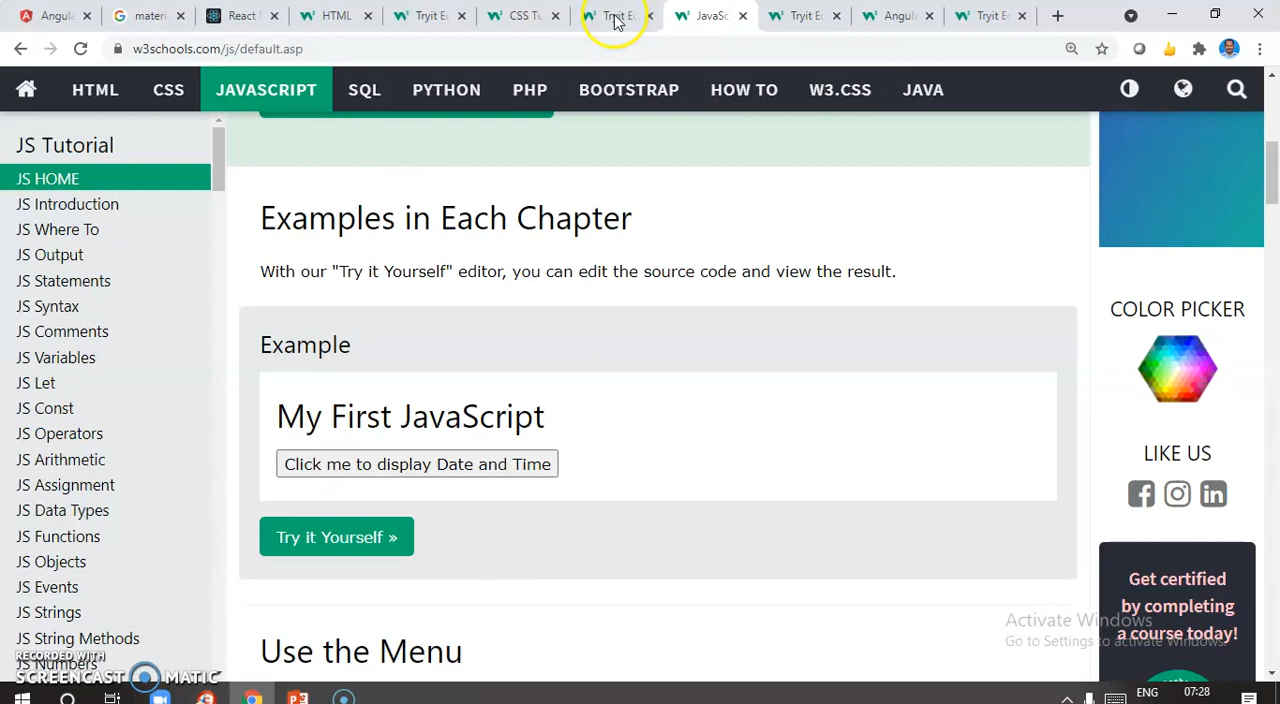 Angula
materi
React
HTML
Tryit E
CSS Tu
Tryit E
JavaSc
Tryit E
Angul
Tryit E
w3schools.com/js/default.asp
HTML CSS JAVASCRIPT SQL PYTHON PHP BOOTSTRAP HOW TO W3.CSS JAVA
JS Tutorial
JS HOME
JS Introduction
JS Where To
JS Output
JS Statements
JS Syntax
JS Comments
JS Variables
JS Let
JS Const
JS Operators
JS Arithmetic
JS Assignment
JS Data Types
JS Functions
JS Objects
JS Events
JS Strings
JS String Methods
JS Numbers
Examples in Each Chapter
With our "Try it Yourself" editor, you can edit the source code and view the result.
Example
My First JavaScript
Click me to display Date and Time
Try it Yourself »
Use the Menu
COLOR PICKER
LIKE US
Get certified
by completing
a course today!
Activate Windows
Go to Settings to activate Windows.
RECORDED WITH
SCREENCAST MATIC
ENG 07:28